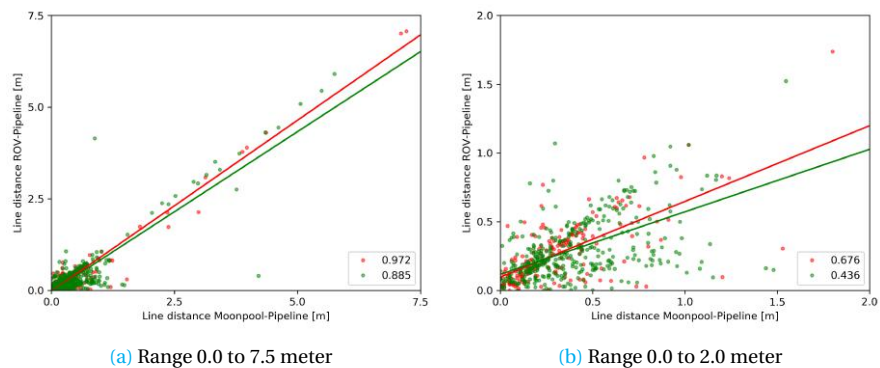 7.5
5.0
2.5
0.0
0.0 2.5 5.0 7.5
Line distance ROV-Pipeline [m]
Line distance Moonpool-Pipeline [m]
0.972
0.885
(a) Range 0.0 to 7.5 meter
2.0
1.5
1.0
0.5
0.0
0.0 0.5 1.0 1.5 2.0
Line distance ROV-Pipeline [m]
Line distance Moonpool-Pipeline [m]
0.676
0.436
(b) Range 0.0 to 2.0 meter